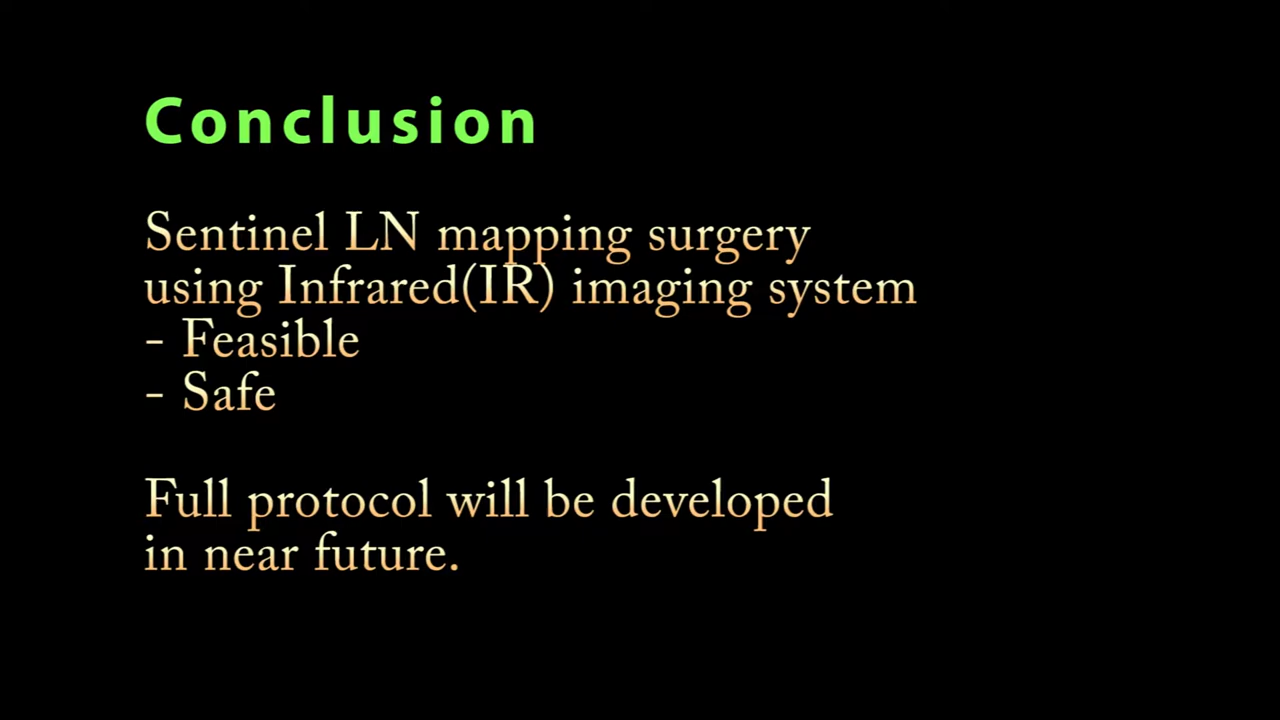 Conclusion
Sentinel LN mapping surgery
using Infrared(IR) imaging system
- Feasible
- Safe
Full protocol will be developed
in near future.